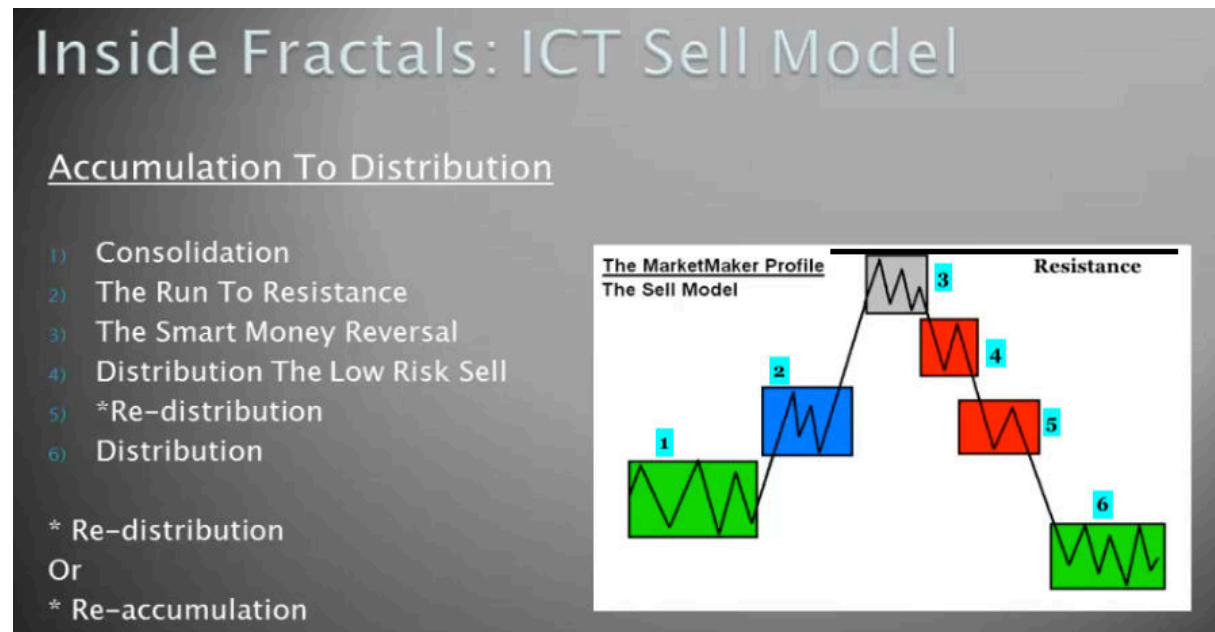 Inside Fractals: ICT Sell Model
Accumulation To Distribution
1) Consolidation
2) The Run To Resistance
3) The Smart Money Reversal
4) Distribution The Low Risk Sell
5) *Re-distribution
6) Distribution
* Re-distribution
Or
* Re-accumulation
The MarketMaker Profile
The Sell Model
Resistance
1
2
3
4
5
6